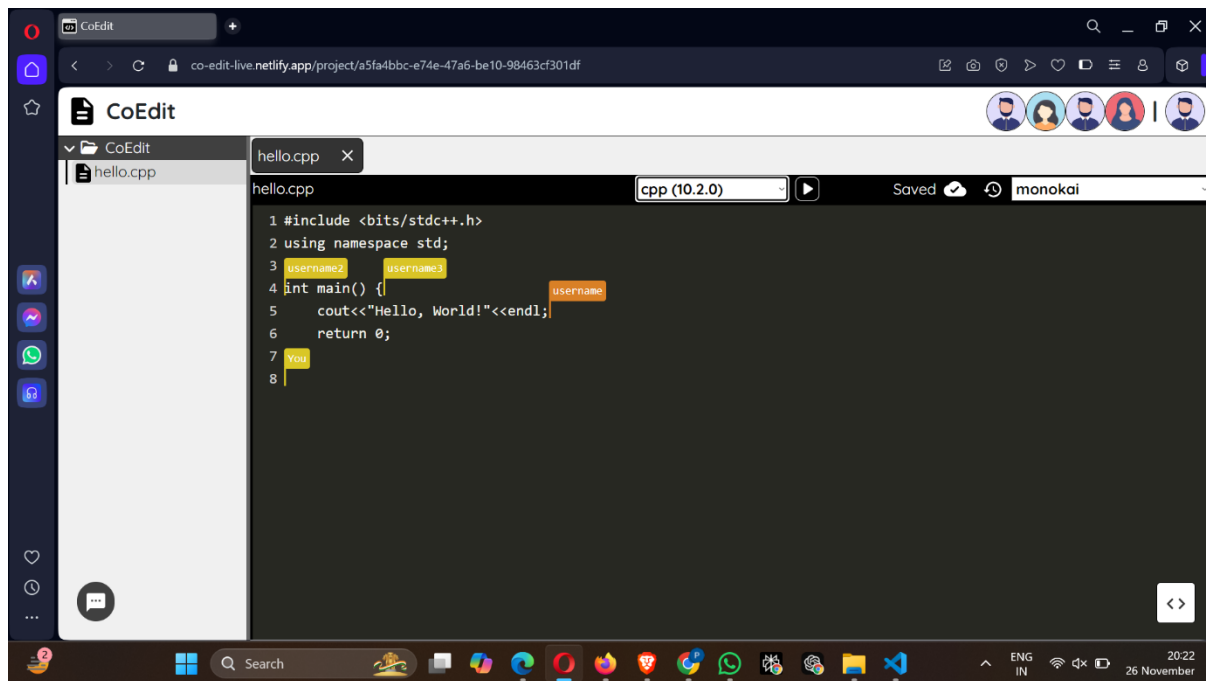 CoEdit
co-edit-live.netlify.app/project/a5fa4bbc-e74e-47a6-be10-98463cf301df
CoEdit
CoEdit
hello.cpp
hello.cpp
hello.cpp cpp (10.2.0) Saved monokai
1 #include <bits/stdc++.h>
2 using namespace std;
3 username2 username3
4 int main() {
username
5 cout<<"Hello, World!"<<endl;
6 return 0;
7 You
8
2
Search
P
ENG
IN
20:22
26 November